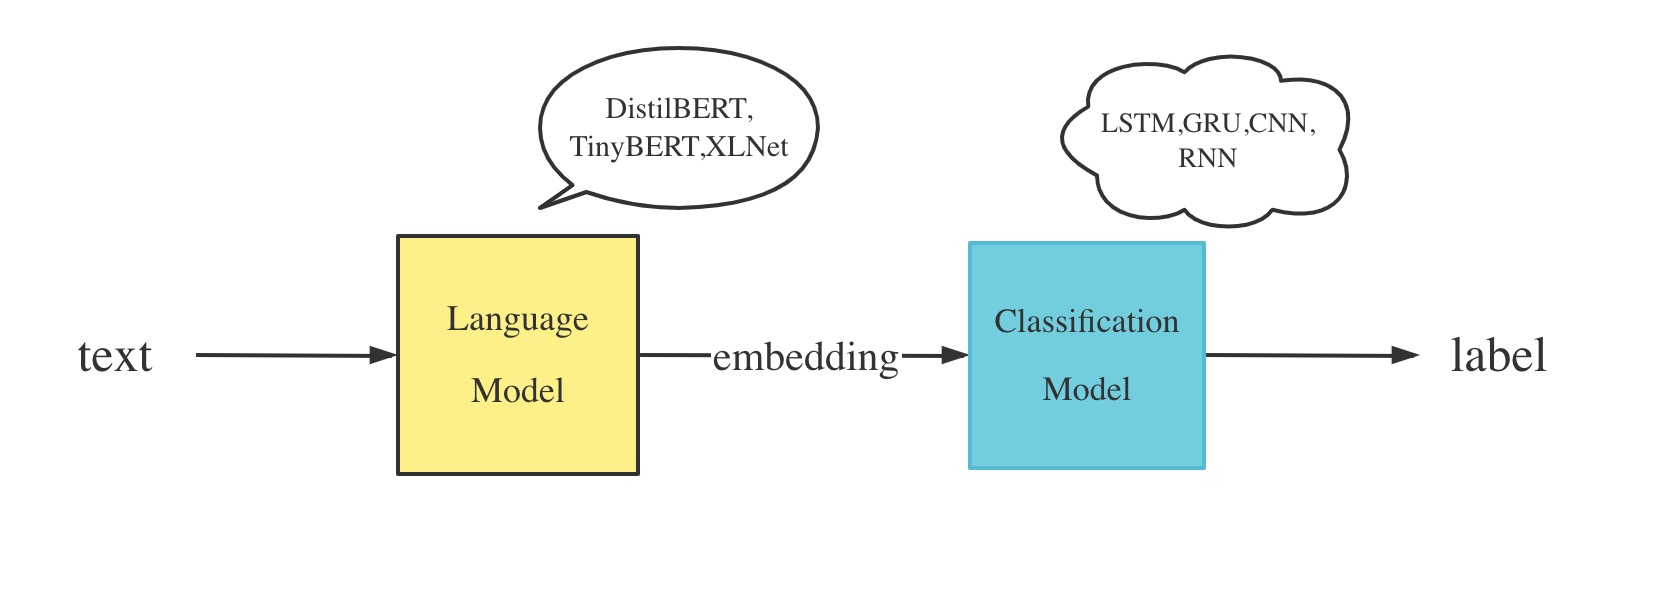 DistilBERT,
TinyBERT,XLNet
LSTM,GRU,CNN,
RNN
text
Language
Model
embedding
Classification
Model
label